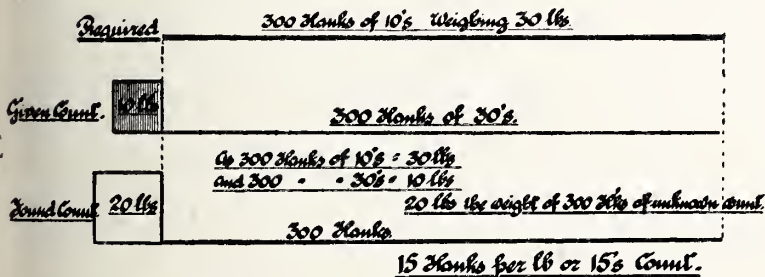 Required 300 Hanks of 10's Weighing 30 lbs.
Given Count. 10 lbs 300 Hanks of 30's.
As 300 Hanks of 10's = 30 lbs
and 300 " " 30's = 10 lbs
Found Count 20 lbs 20 lbs the weight of 300 Hks of unknown count.
300 Hanks.
15 Hanks per lb or 15's Count.